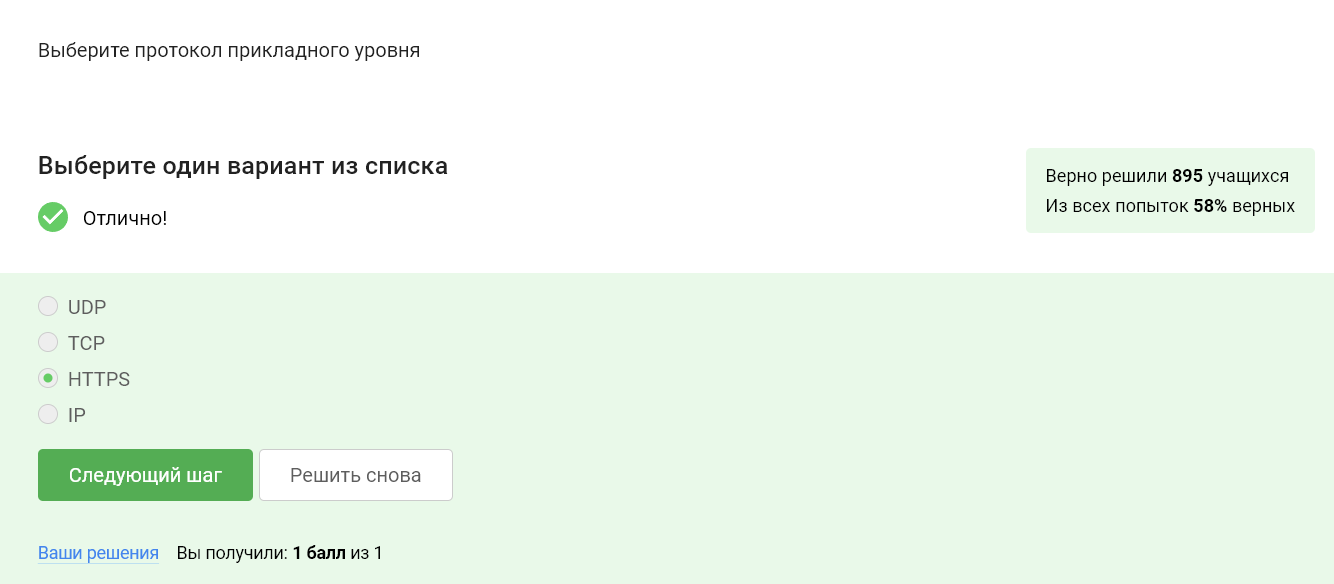 Выберите протокол прикладного уровня
Выберите один вариант из списка
Отлично!
Верно решили 895 учащихся
Из всех попыток 58% верных
UDP
TCP
HTTPS
IP
Следующий шаг
Решить снова
Ваши решения Вы получили: 1 балл из 1